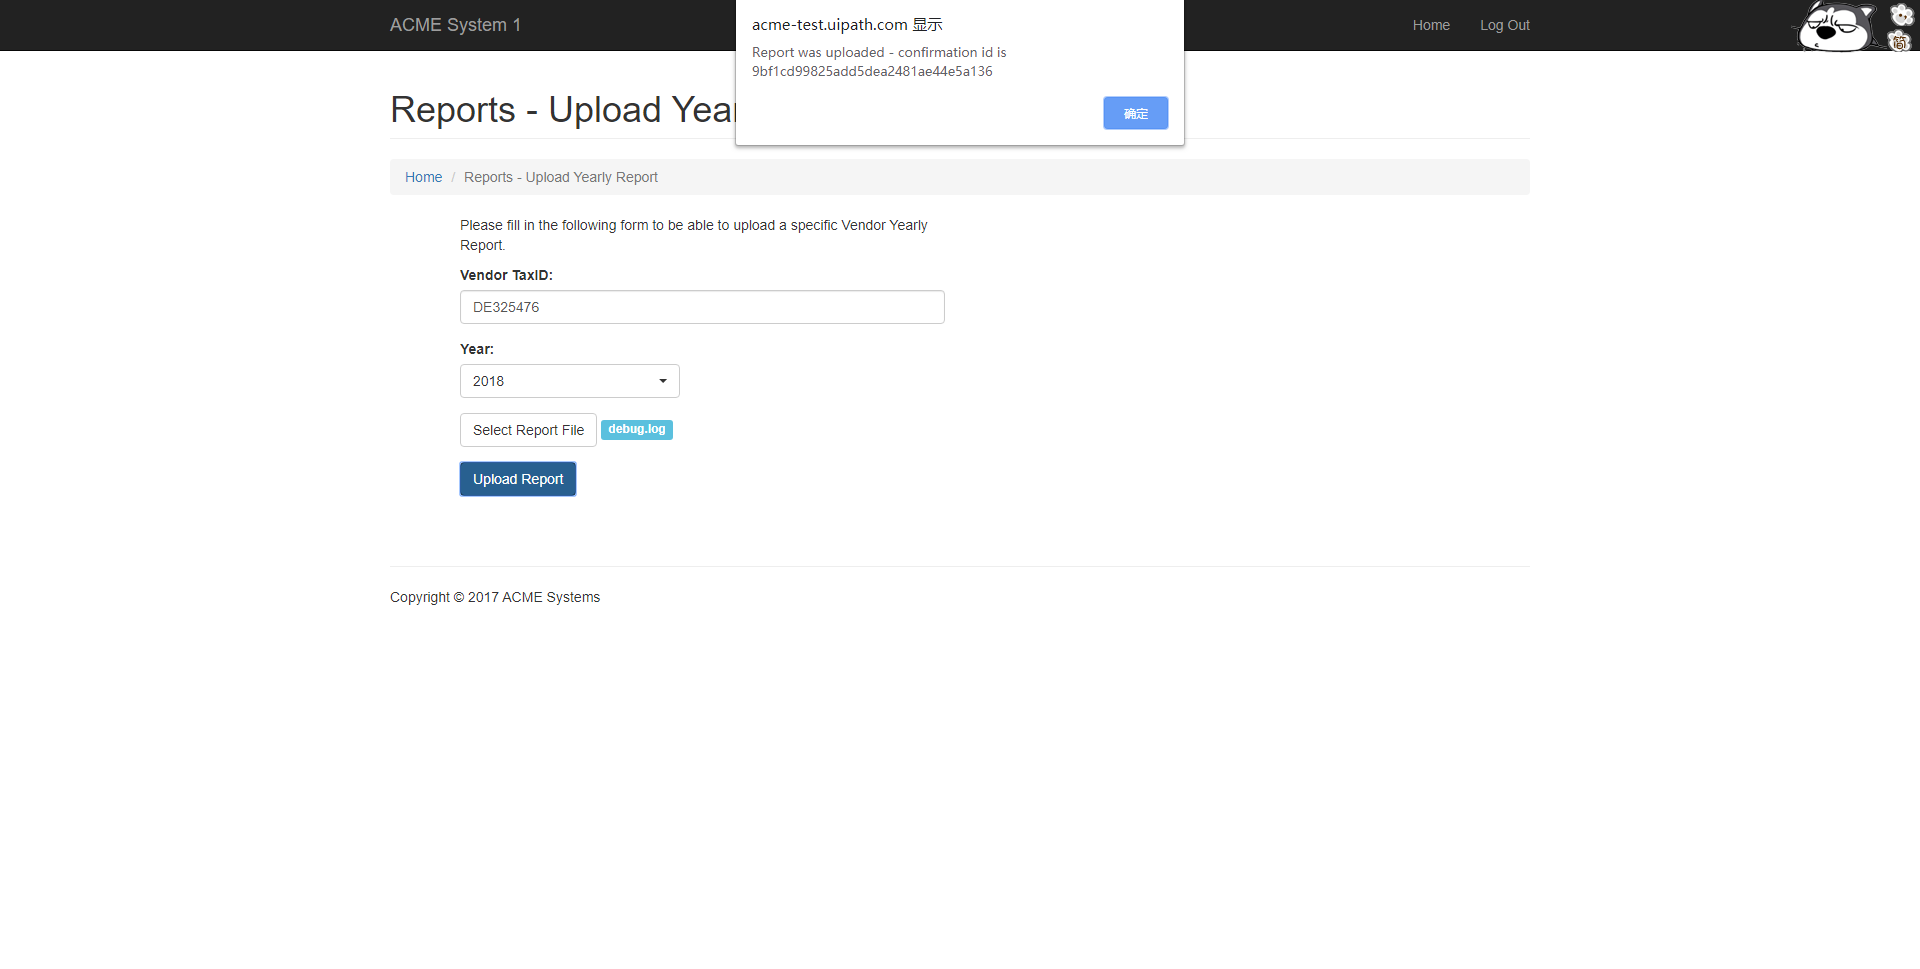 ACME System 1
Home
Log Out
acme-test.uipath.com 显示
Report was uploaded - confirmation id is
9bf1cd99825add5dea2481ae44e5a136
确定
Reports - Upload Year
Home / Reports - Upload Yearly Report
Please fill in the following form to be able to upload a specific Vendor Yearly
Report.
Vendor TaxID:
DE325476
Year:
2018
Select Report File debug.log
Upload Report
Copyright © 2017 ACME Systems
简